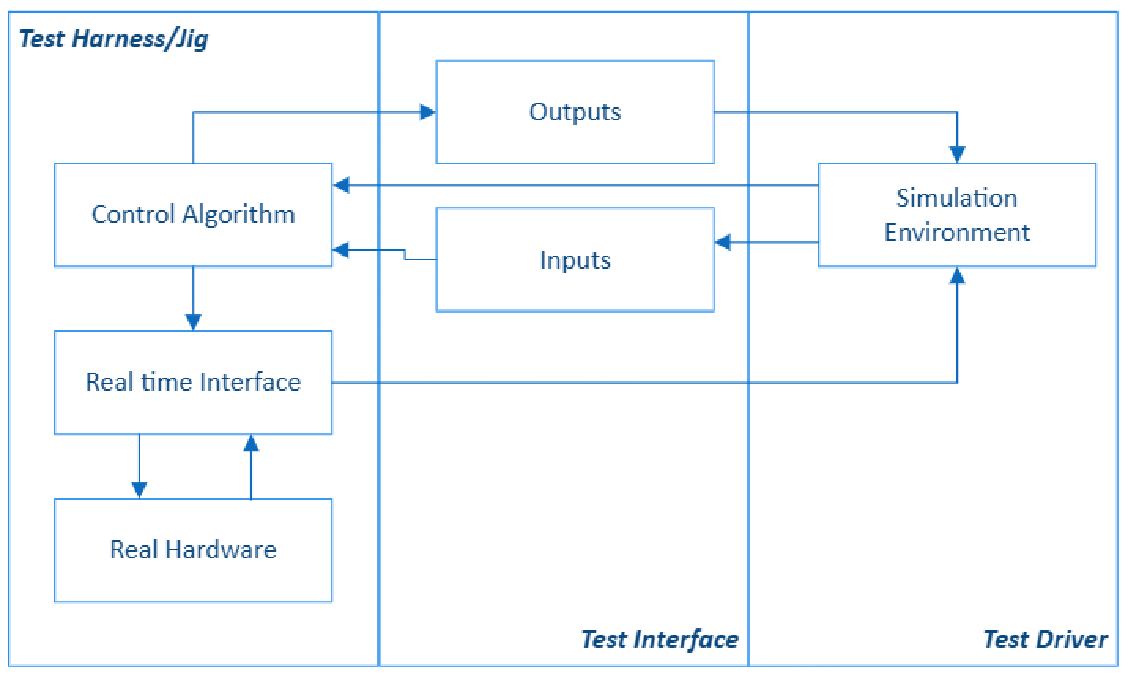 Test Harness/Jig
Outputs
Control Algorithm
Simulation
Environment
Inputs
Real time Interface
Real Hardware
Test Interface
Test Driver